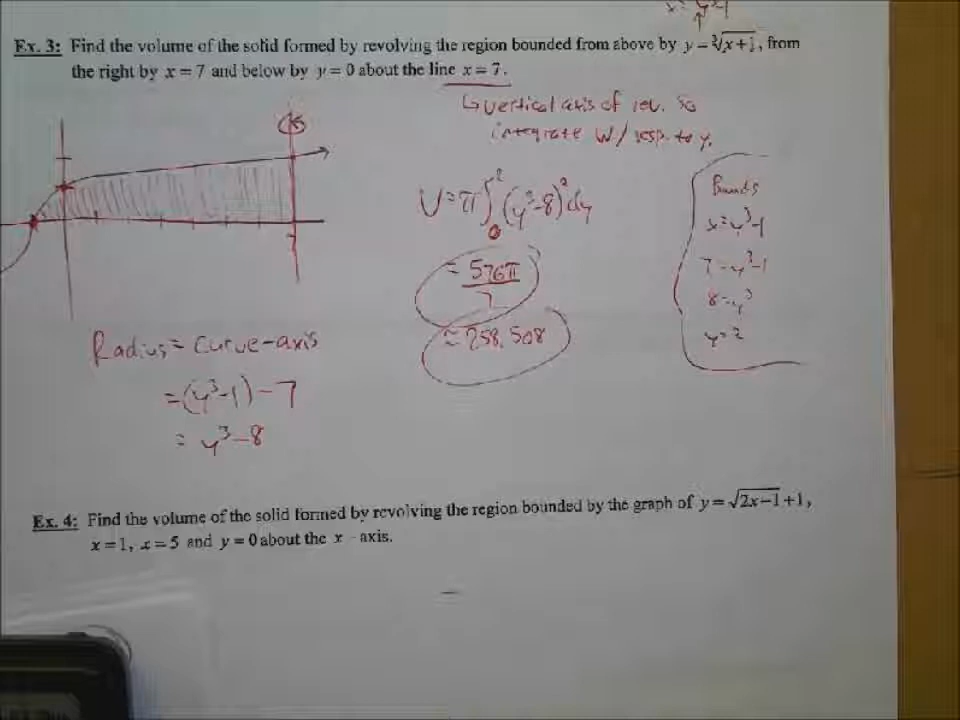 x = y³-1
Ex. 3: Find the volume of the solid formed by revolving the region bounded from above by y = ∛(x+1), from
the right by x = 7 and below by y = 0 about the line x = 7.
↳ vertical axis of rev. so
integrate w/ resp. to y.
V = π∫₀² (y³-8)² dy
= 576π/7
≈ 258.508
Bounds
x = y³-1
7 = y³-1
8 = y³
y = 2
7
Radius = curve - axis
= (y³-1) - 7
= y³ - 8
Ex. 4: Find the volume of the solid formed by revolving the region bounded by the graph of y = √(2x-1) + 1,
x = 1, x = 5 and y = 0 about the x - axis.